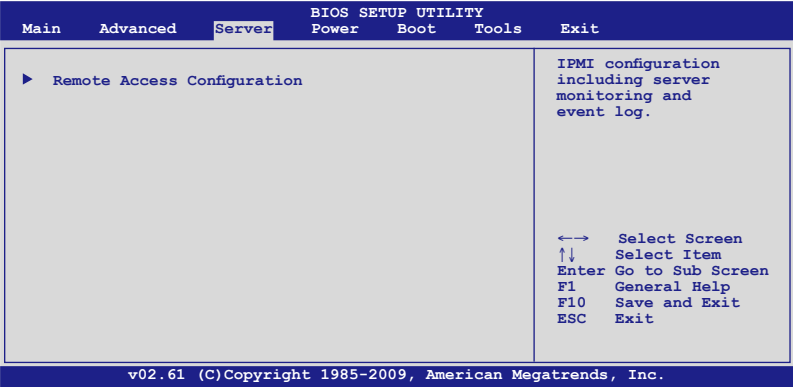 BIOS SETUP UTILITY
Main Advanced Server Power Boot Tools Exit
Remote Access Configuration
IPMI configuration
including server
monitoring and
event log.
←→ Select Screen
↑↓ Select Item
Enter Go to Sub Screen
F1 General Help
F10 Save and Exit
ESC Exit
v02.61 (C)Copyright 1985-2009, American Megatrends, Inc.